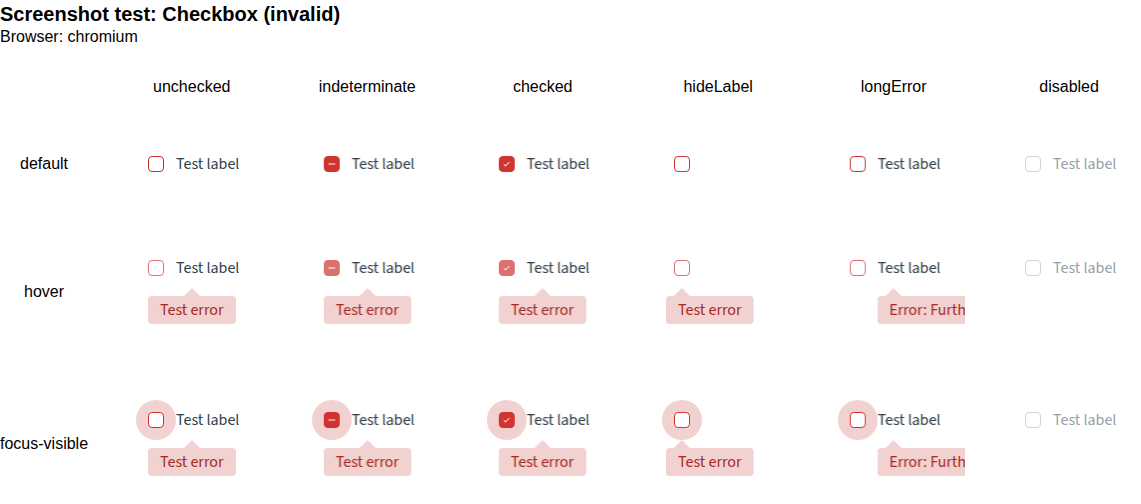 Screenshot test: Checkbox (invalid)
Browser: chromium
unchecked indeterminate checked hideLabel longError disabled
default Test label Test label Test label Test label Test label
Test label Test label Test label Test label Test label
hover
Test error Test error Test error Test error Error: Furth
Test label Test label Test label Test label Test label
focus-visible
Test error Test error Test error Test error Error: Furth